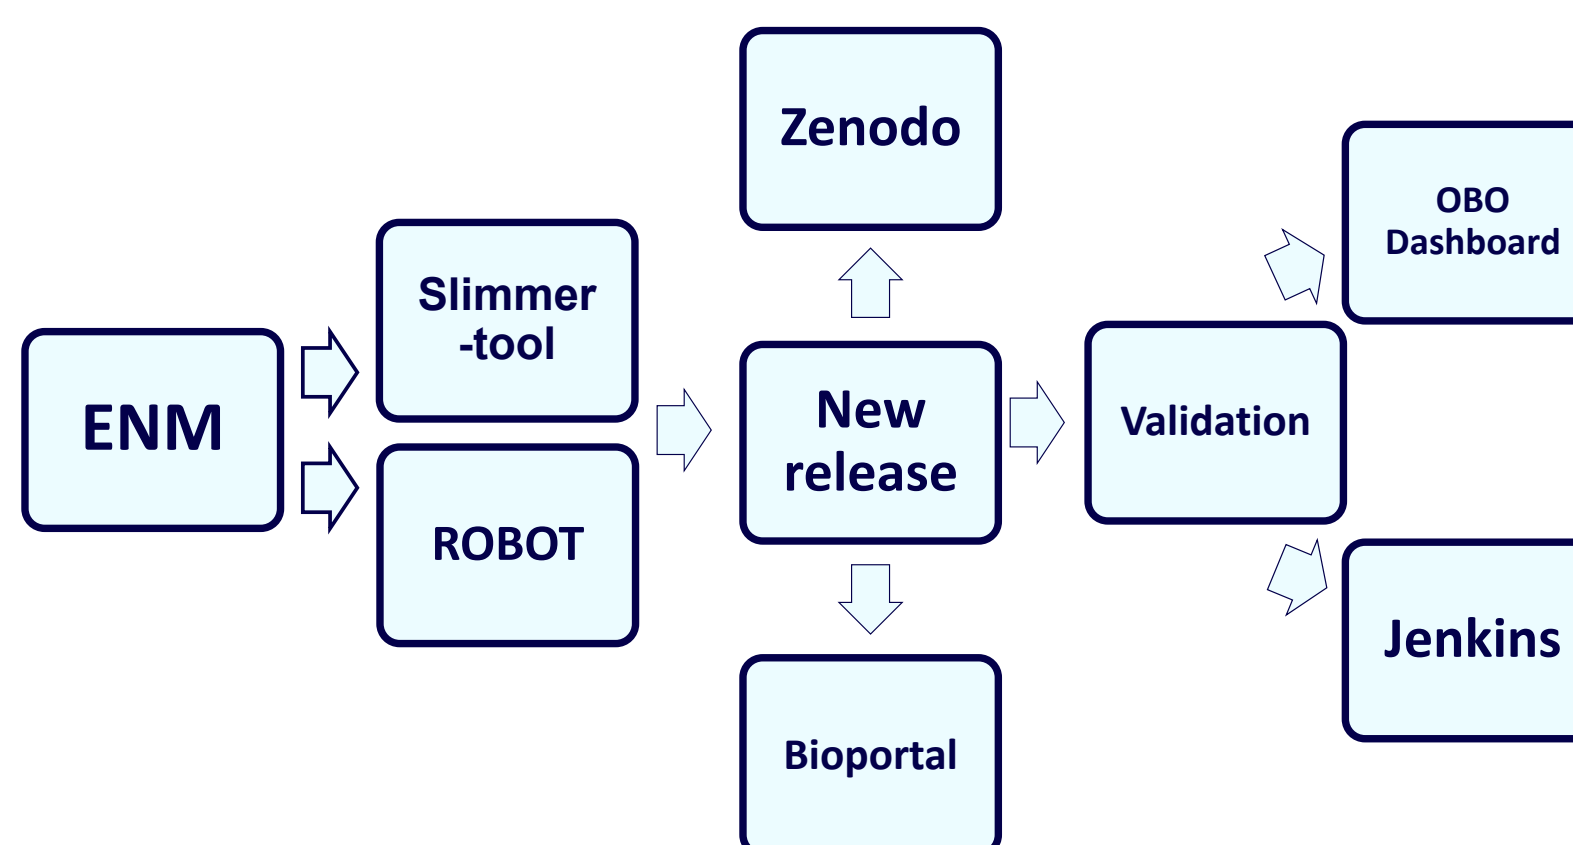 ENM
Slimmer
-tool
ROBOT
Zenodo
New
release
Bioportal
Validation
OBO
Dashboard
Jenkins